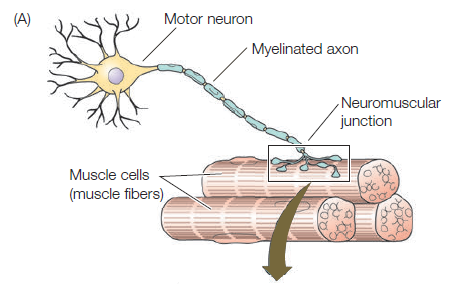 (A)
Motor neuron
Myelinated axon
Neuromuscular
junction
Muscle cells
(muscle fibers)